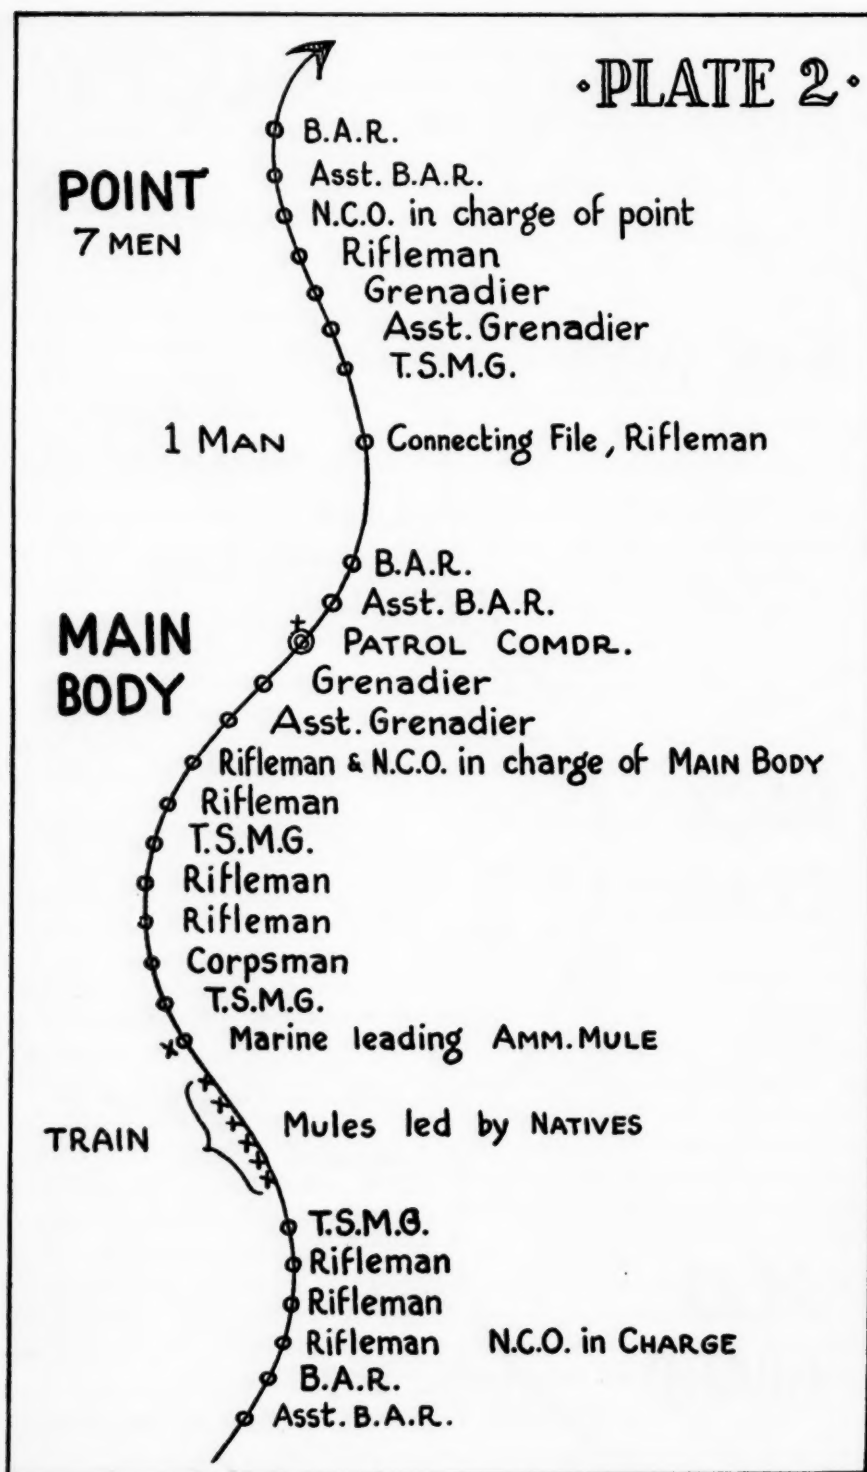 ·PLATE 2·
B.A.R.
Asst. B.A.R.
POINT
7 MEN
N.C.O. in charge of point
Rifleman
Grenadier
Asst. Grenadier
T.S.M.G.
1 MAN
Connecting File, Rifleman
B.A.R.
Asst. B.A.R.
MAIN
BODY
PATROL COMDR.
Grenadier
Asst. Grenadier
Rifleman & N.C.O. in charge of MAIN BODY
Rifleman
T.S.M.G.
Rifleman
Rifleman
Corpsman
T.S.M.G.
Marine leading AMM. MULE
TRAIN
Mules led by NATIVES
T.S.M.G.
Rifleman
Rifleman
Rifleman N.C.O. in CHARGE
B.A.R.
Asst. B.A.R.